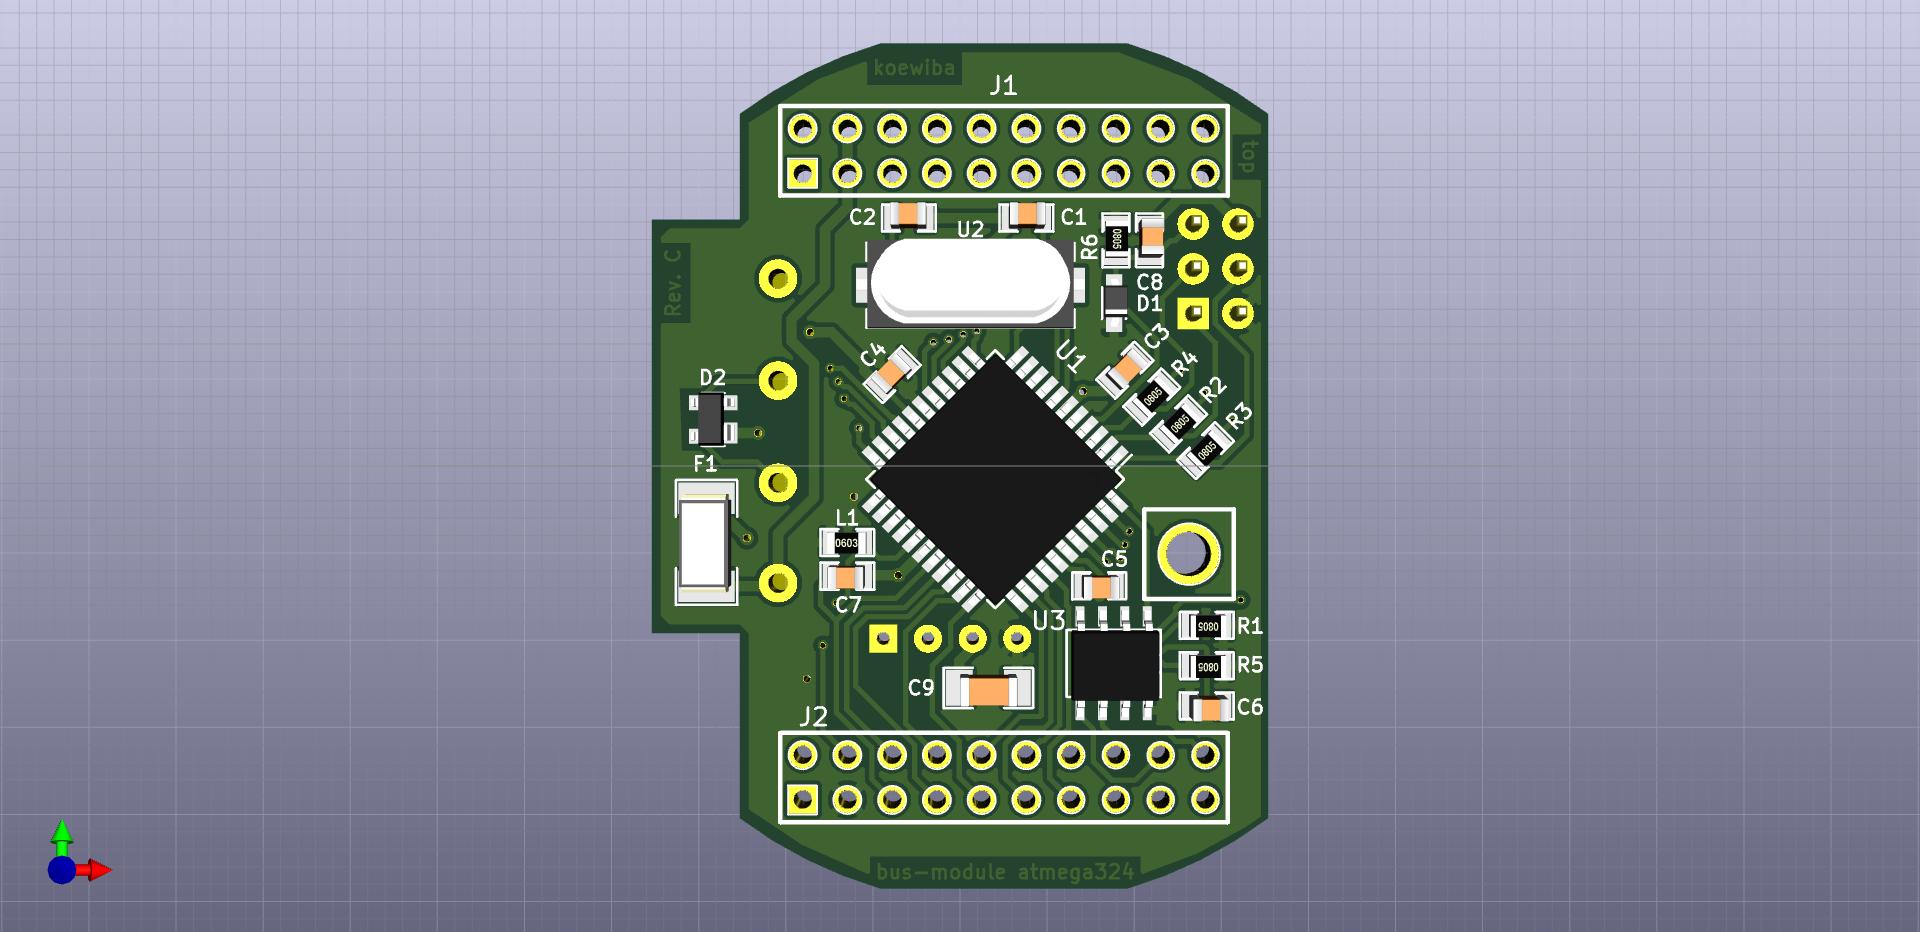 koewiba
J1
top
C2
C1
U2
R6
0805
C8
Rev. C
D1
C3
C4
U1
R4
0805
D2
R2
0805
R3
0805
F1
L1
0603
C5
C7
U3
R1
0805
R5
0805
C9
C6
J2
bus-module atmega324